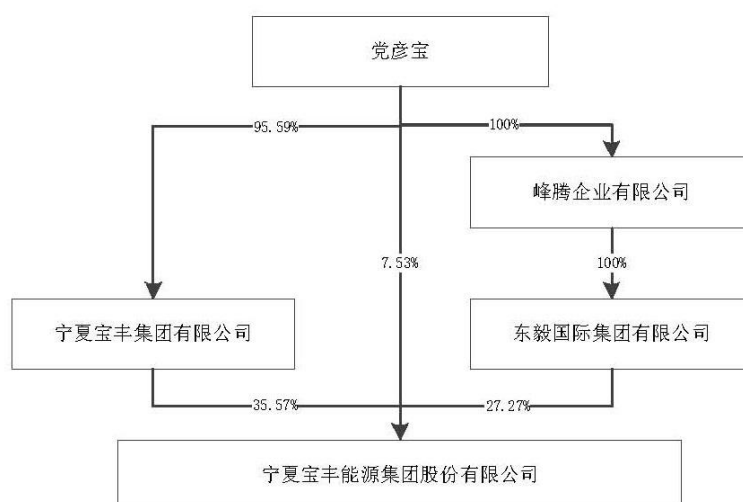 党彦宝
95.59%
100%
峰腾企业有限公司
7.53%
100%
宁夏宝丰集团有限公司
东毅国际集团有限公司
35.57%
27.27%
宁夏宝丰能源集团股份有限公司